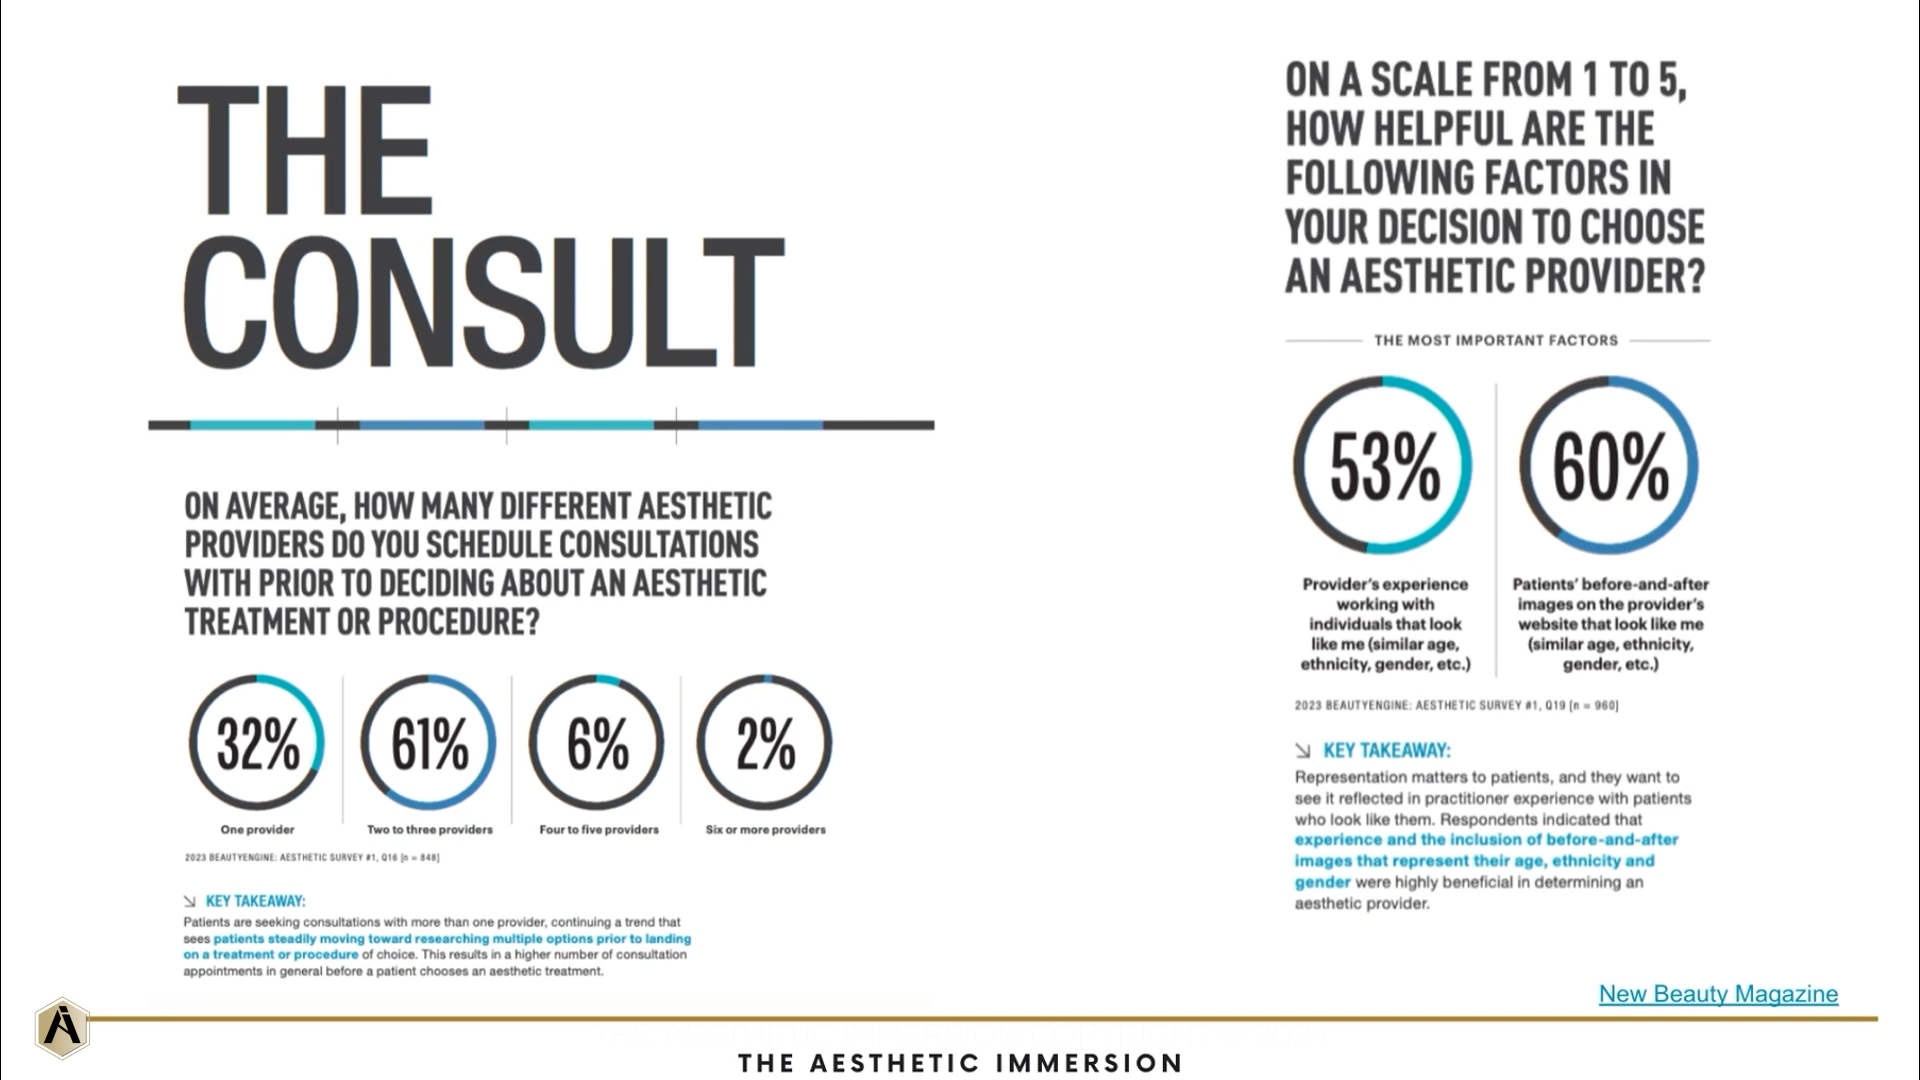 THE
CONSULT
ON AVERAGE, HOW MANY DIFFERENT AESTHETIC
PROVIDERS DO YOU SCHEDULE CONSULTATIONS
WITH PRIOR TO DECIDING ABOUT AN AESTHETIC
TREATMENT OR PROCEDURE?
32%
61%
6%
2%
One provider
Two to three providers
Four to five providers
Six or more providers
2023 BEAUTYENGINE: AESTHETIC SURVEY #1, Q16 [n = 848]
KEY TAKEAWAY:
Patients are seeking consultations with more than one provider, continuing a trend that
sees patients steadily moving toward researching multiple options prior to landing
on a treatment or procedure of choice. This results in a higher number of consultation
appointments in general before a patient chooses an aesthetic treatment.
ON A SCALE FROM 1 TO 5,
HOW HELPFUL ARE THE
FOLLOWING FACTORS IN
YOUR DECISION TO CHOOSE
AN AESTHETIC PROVIDER?
THE MOST IMPORTANT FACTORS
53%
60%
Provider's experience
working with
individuals that look
like me (similar age,
ethnicity, gender, etc.)
Patients' before-and-after
images on the provider's
website that look like me
(similar age, ethnicity,
gender, etc.)
2023 BEAUTYENGINE: AESTHETIC SURVEY #1, Q19 [n = 960]
KEY TAKEAWAY:
Representation matters to patients, and they want to
see it reflected in practitioner experience with patients
who look like them. Respondents indicated that
experience and the inclusion of before-and-after
images that represent their age, ethnicity and
gender were highly beneficial in determining an
aesthetic provider.
New Beauty Magazine
THE AESTHETIC IMMERSION